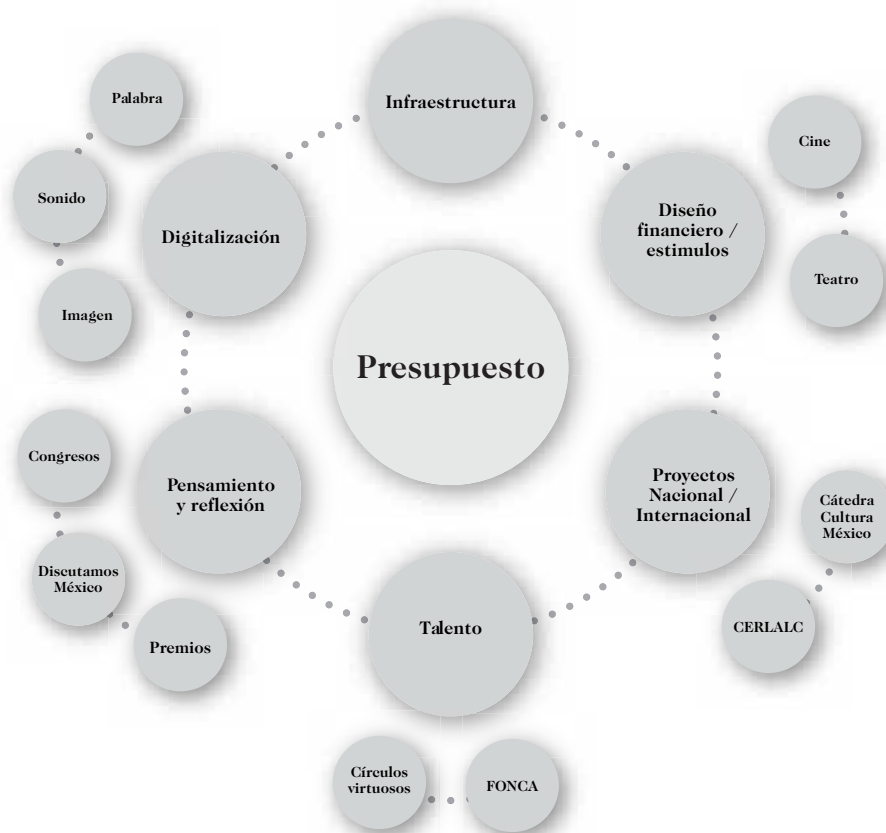 Infraestructura
Palabra
Sonido
Imagen
Digitalización
Diseño
financiero /
estimulos
Cine
Teatro
Presupuesto
Congresos
Discutamos
México
Premios
Pensamiento
y reflexión
Proyectos
Nacional /
Internacional
Cátedra
Cultura
México
CERLALC
Talento
Círculos
virtuosos
FONCA